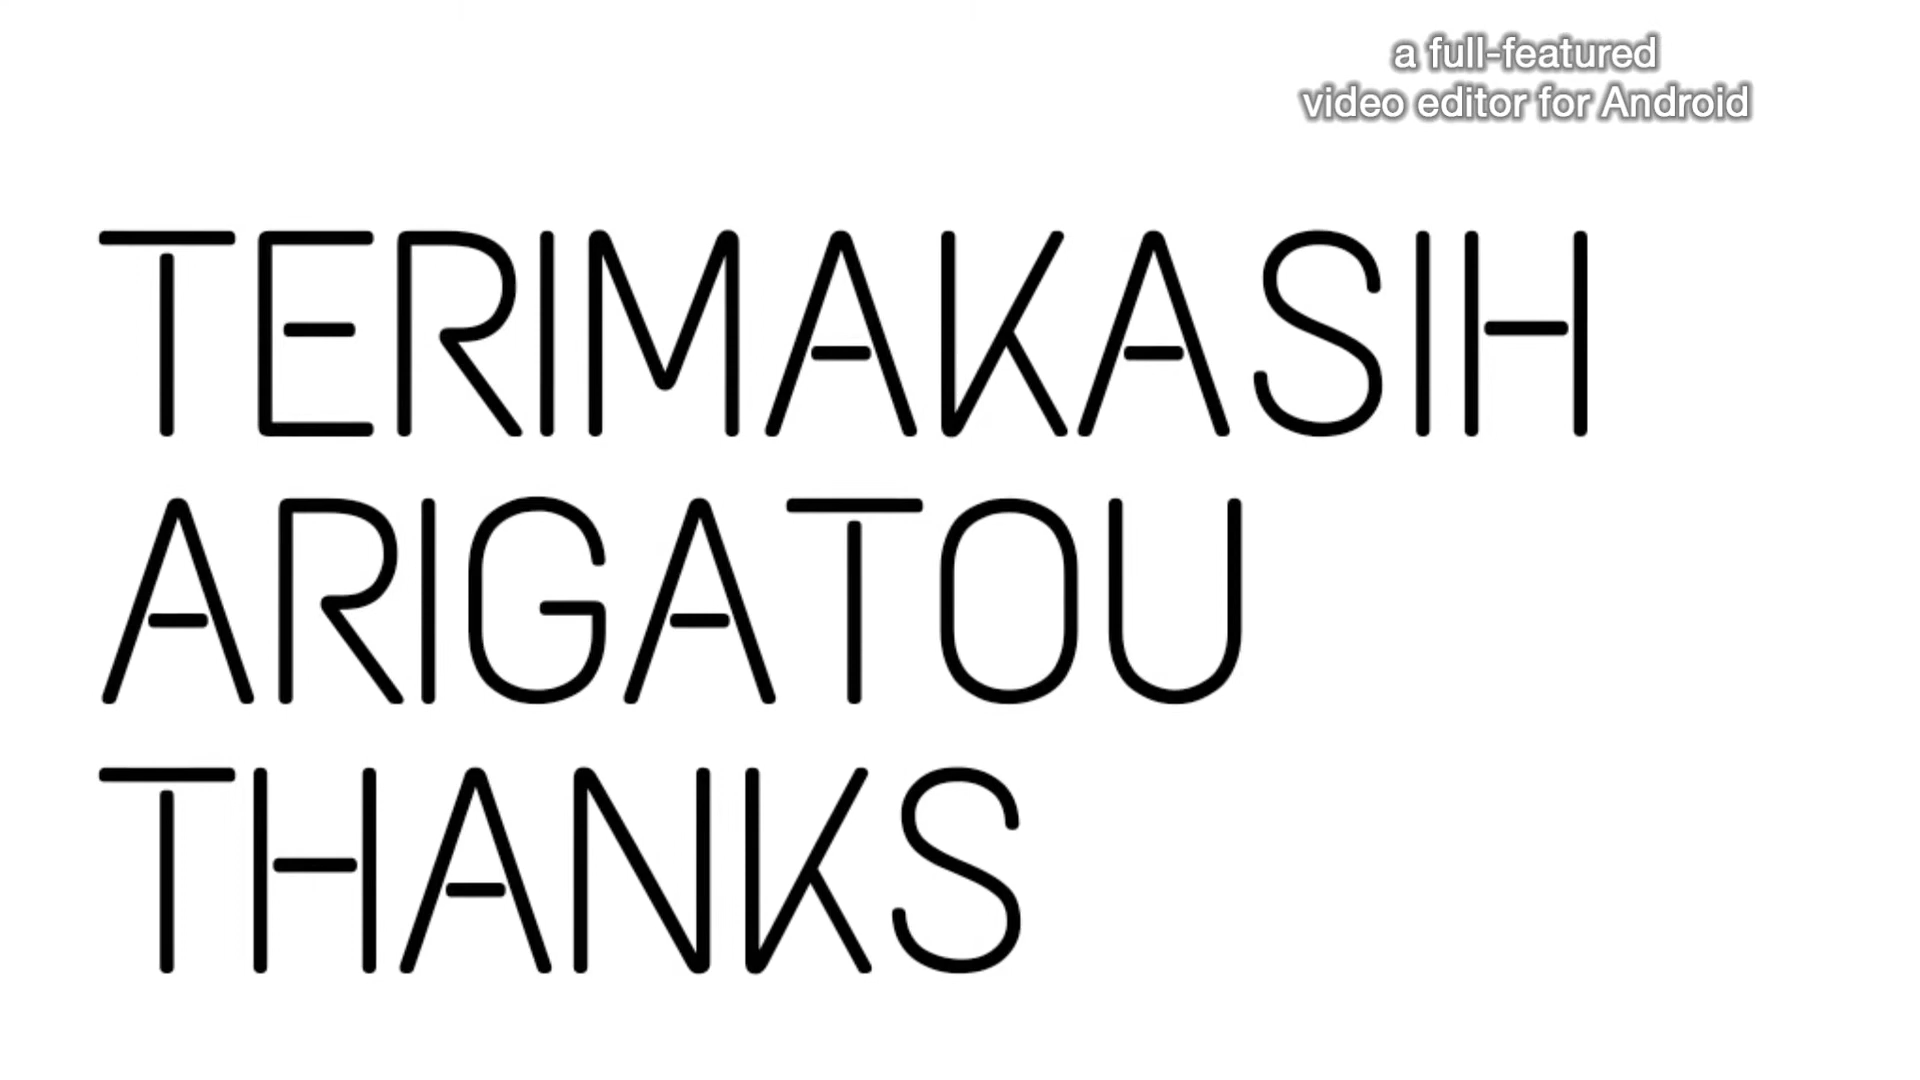 a full-featured
video editor for Android
TERIMAKASIH
ARIGATOU
THANKS